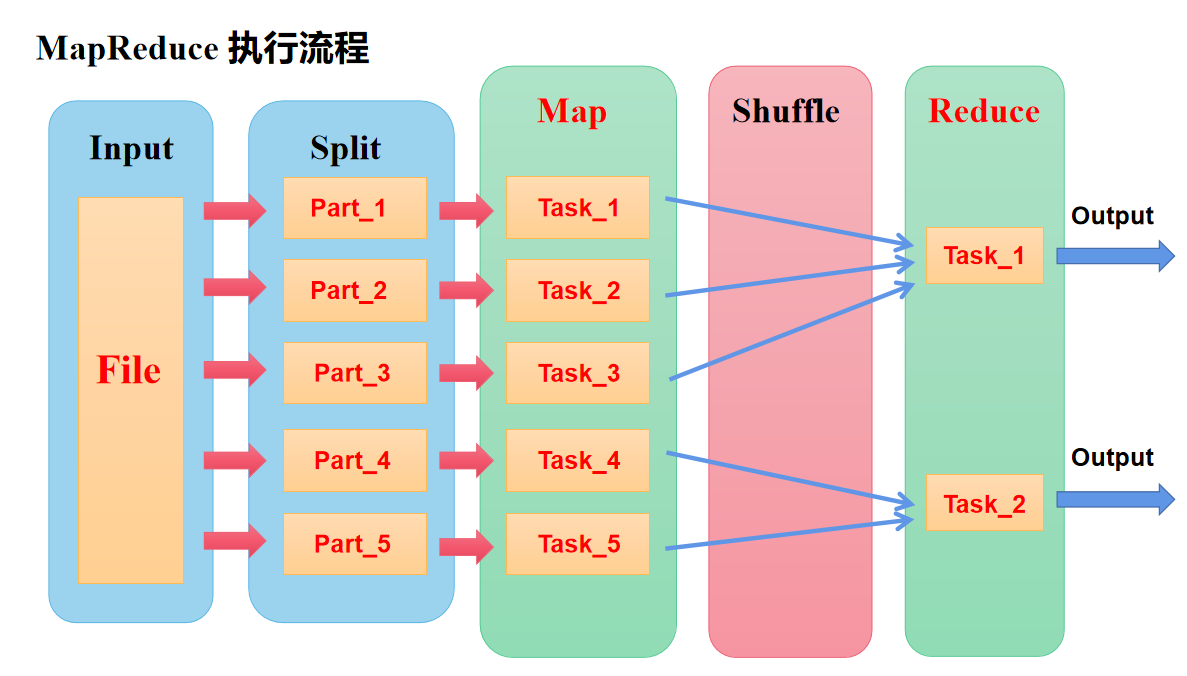 MapReduce 执行流程
Input
Split
Map
Shuffle
Reduce
File
Part_1
Part_2
Part_3
Part_4
Part_5
Task_1
Task_2
Task_3
Task_4
Task_5
Task_1
Task_2
Output
Output